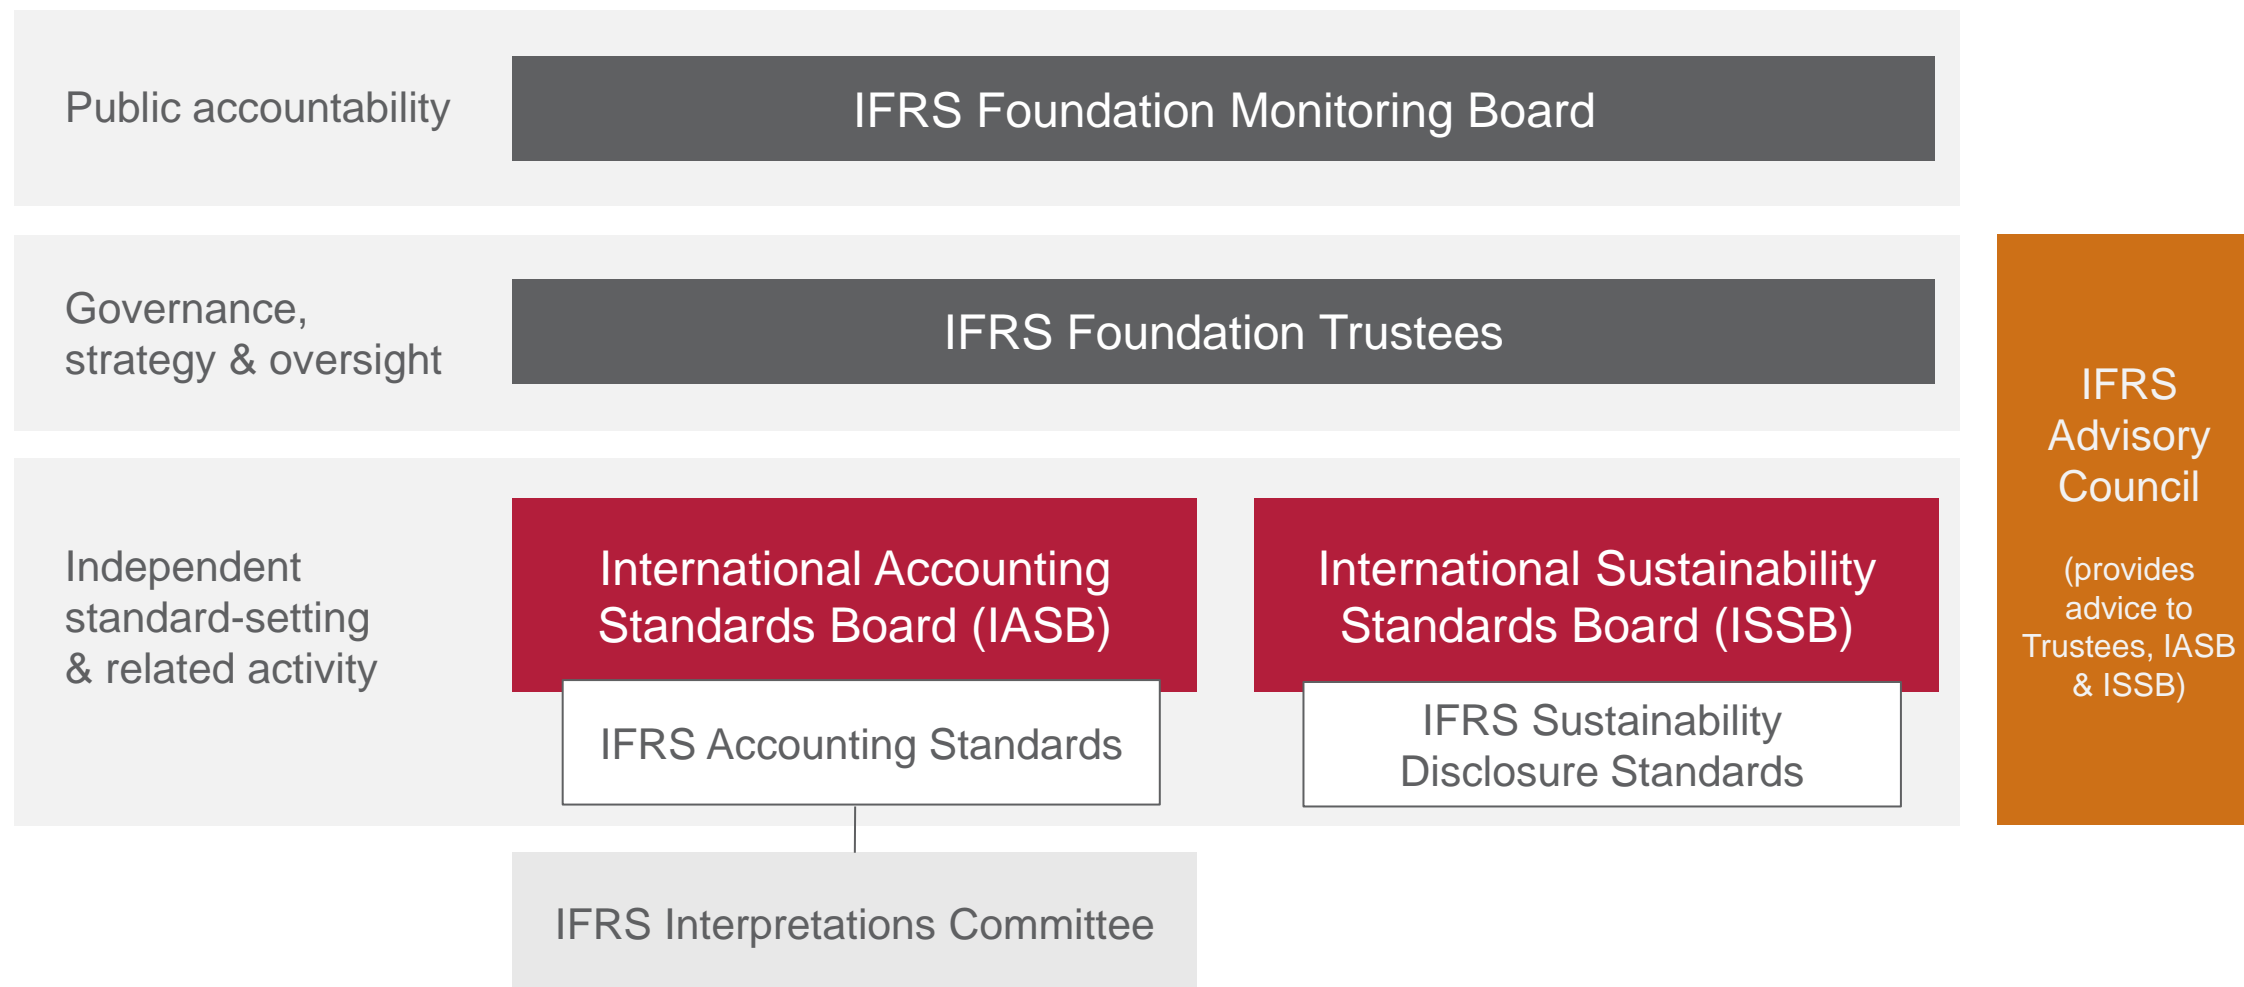 Public accountability
IFRS Foundation Monitoring Board
Governance,
strategy & oversight
IFRS Foundation Trustees
Independent
standard-setting
& related activity
International Accounting
Standards Board (IASB)
IFRS Accounting Standards
International Sustainability
Standards Board (ISSB)
IFRS Sustainability
Disclosure Standards
IFRS Interpretations Committee
IFRS
Advisory
Council
(provides
advice to
Trustees, IASB
& ISSB)